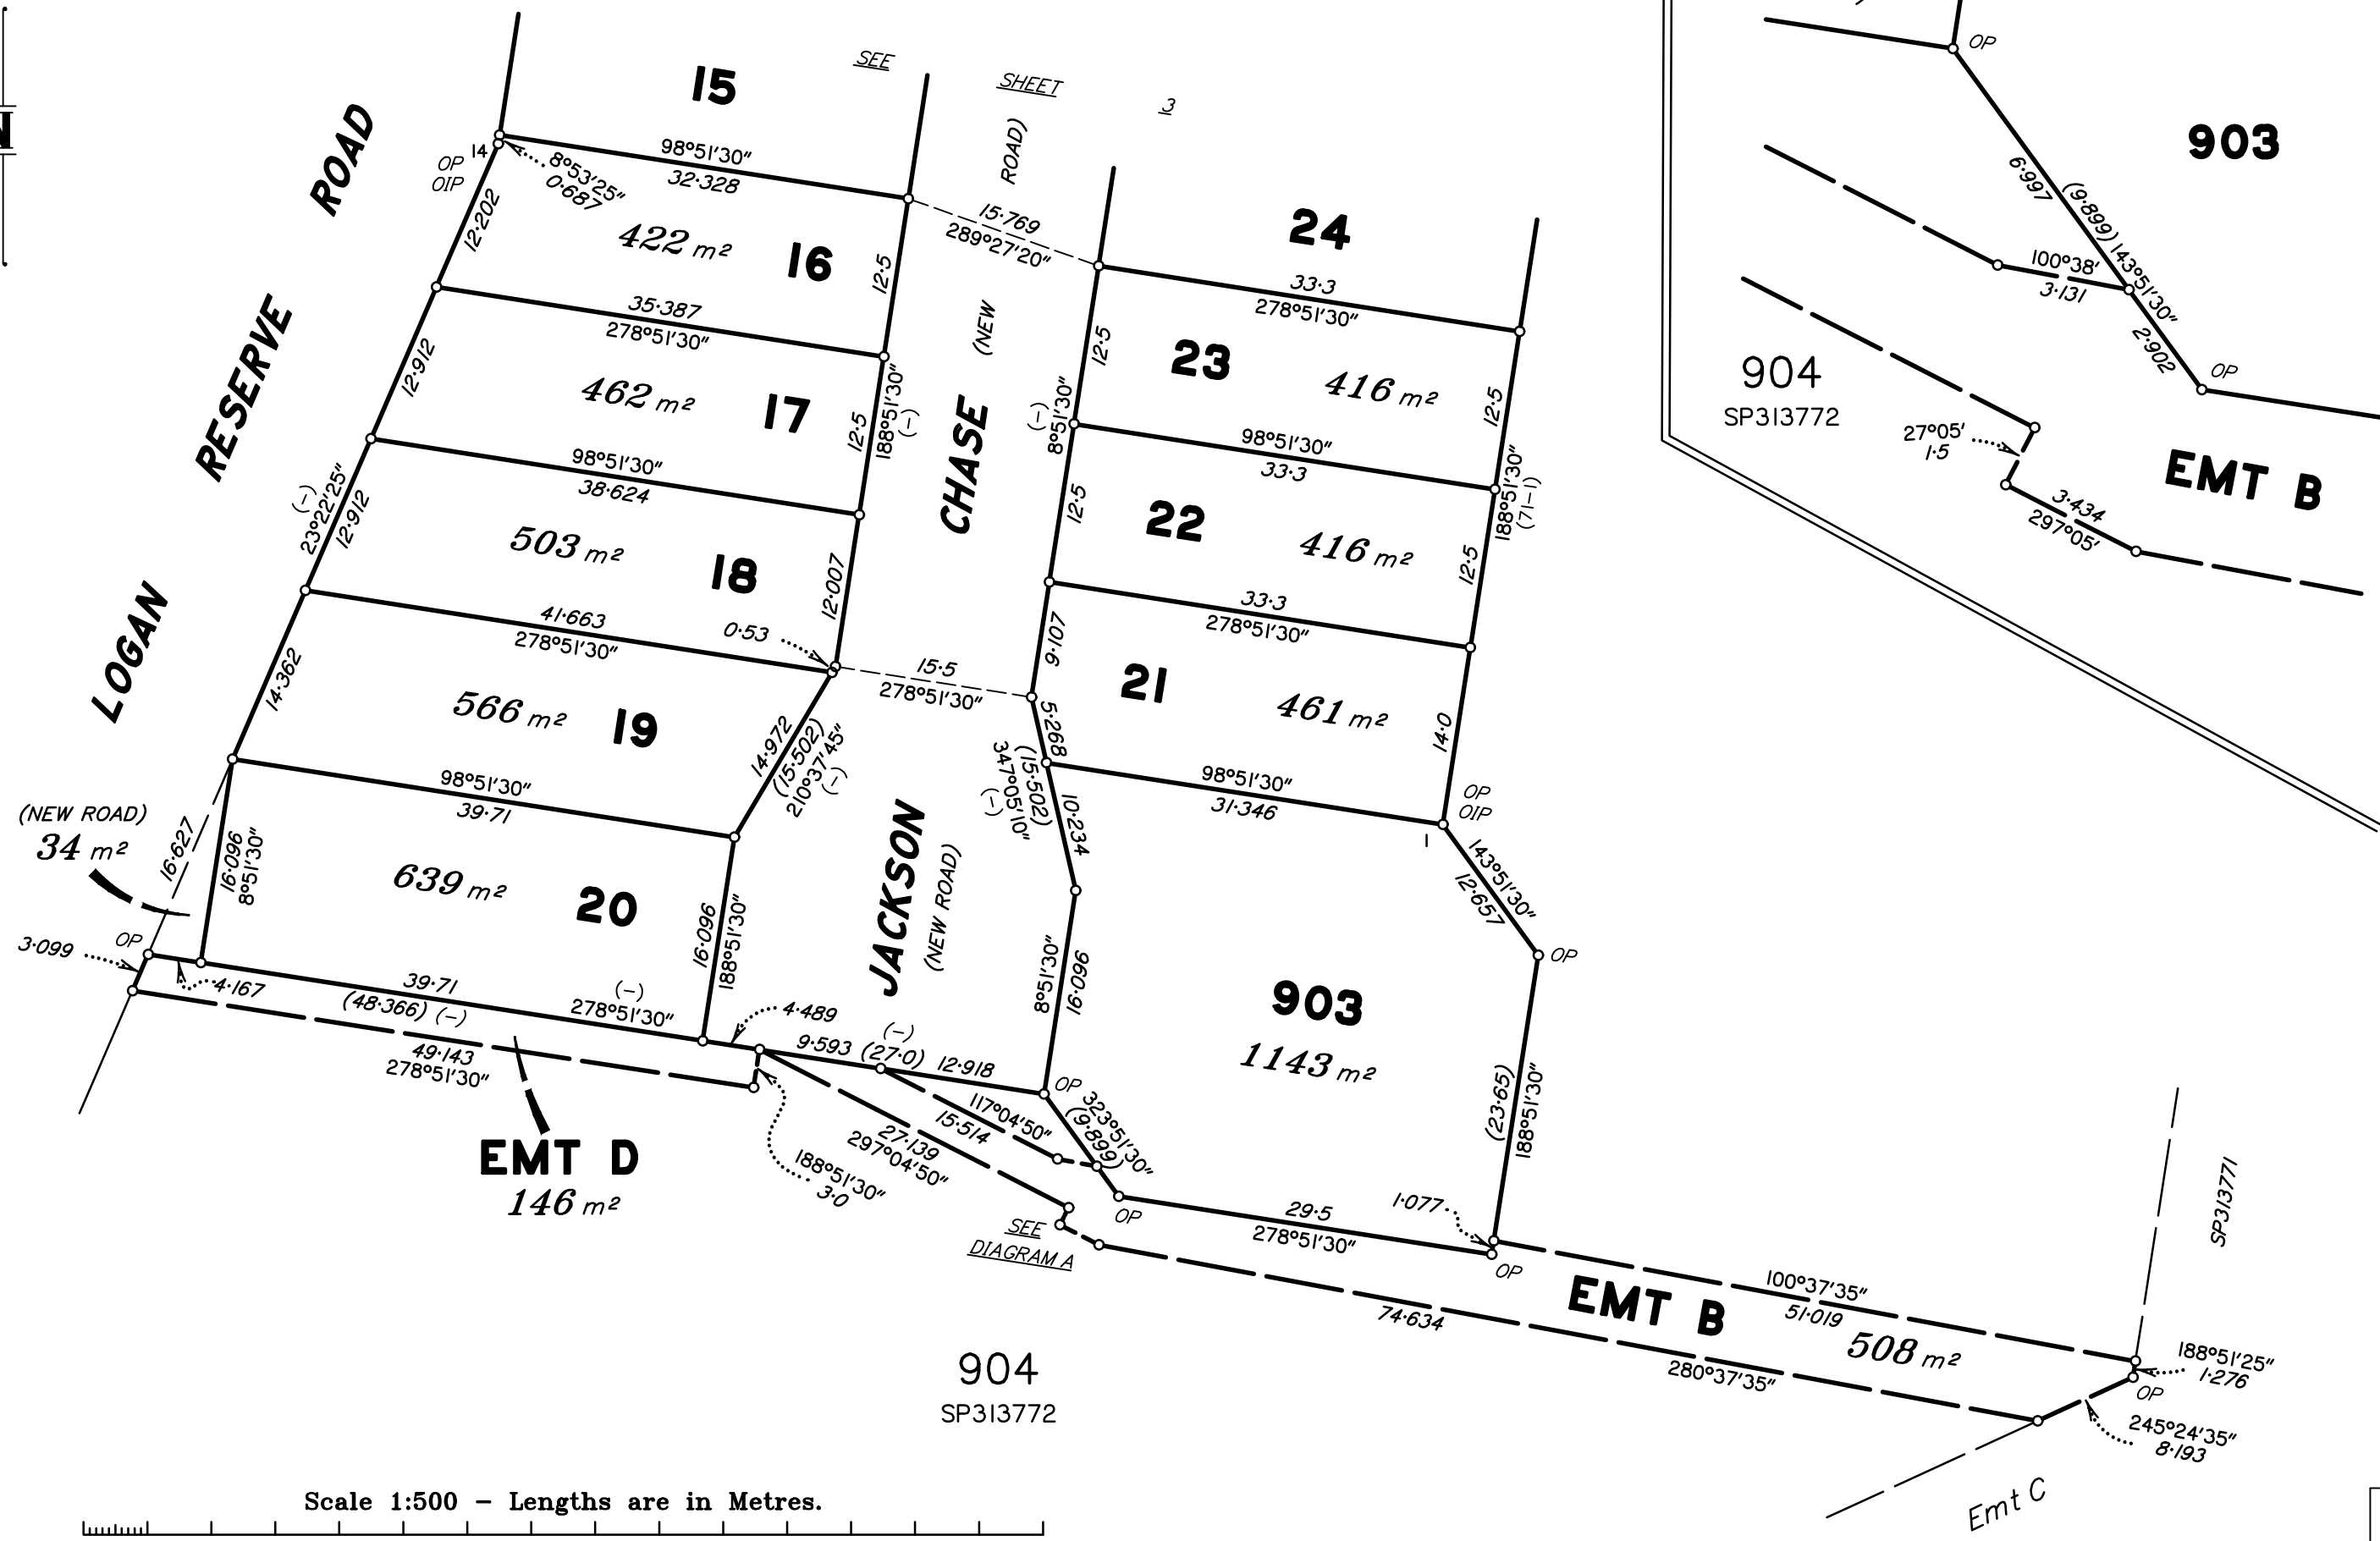 N
LOGAN RESERVE ROAD
SEE SHEET 3
15
98°51'30"
32·328
OP
OIP
14
8°53'25"
0·687
12·202
422 m²
16
12·5
35·387
278°51'30"
12·912
462 m²
17
12·5
188°51'30"
(-)
98°51'30"
38·624
(-)
23°22'25"
12·912
503 m²
18
12·007
41·663
278°51'30"
0·53
14·362
566 m²
19
14·972
(15·502)
210°37'45"
(-)
98°51'30"
39·71
(NEW ROAD)
34 m²
16·627
16·096
8°51'30"
639 m²
20
16·096
188°51'30"
OP
3·099
4·167
39·71
(48·366) (-)
(-)
278°51'30"
49·143
278°51'30"
EMT D
146 m²
JACKSON CHASE
(NEW ROAD)
(NEW ROAD)
15·769
289°27'20"
15·5
278°51'30"
24
33·3
278°51'30"
12·5
23
416 m²
12·5
(-)
8°51'30"
98°51'30"
33·3
188°51'30"
(71-1)
12·5
22
416 m²
12·5
33·3
278°51'30"
9·107
21
461 m²
14·0
5·268
(15·502)
347°05'10"
(-)
10·234
98°51'30"
31·346
OP
OIP
1
143°51'30"
12·657
OP
8°51'30"
16·096
903
1143 m²
(23·65)
188°51'30"
4·489
(-)
9·593 (27·0) 12·918
OP
323°51'30"
(9·899)
117°04'50"
15·514
27·139
297°04'50"
188°51'30"
3·0
OP
SEE
DIAGRAM A
29·5
278°51'30"
1·077
OP
EMT B
508 m²
100°37'35"
51·019
74·634
280°37'35"
188°51'25"
1·276
OP
245°24'35"
8·193
SP313771
Emt C
904
SP313772
OP
903
6·997
(9·899)
143°51'30"
100°38'
3·131
2·902
OP
904
SP313772
27°05'
1·5
EMT B
3·434
297°05'
Scale 1:500 - Lengths are in Metres.